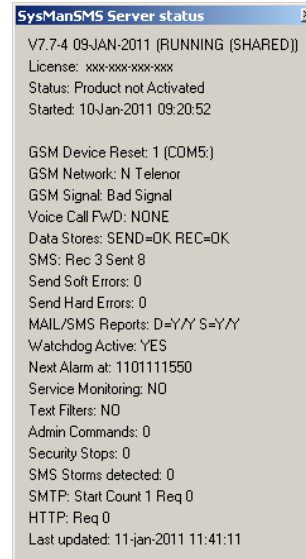 SysManSMS Server status
V7.7-4 09-JAN-2011 (RUNNING (SHARED))
License: xxx-xxx-xxx-xxx
Status: Product not Activated
Started: 10-Jan-2011 09:20:52
GSM Device Reset: 1 (COM5:)
GSM Network: N Telenor
GSM Signal: Bad Signal
Voice Call FWD: NONE
Data Stores: SEND=OK REC=OK
SMS: Rec 3 Sent 8
Send Soft Errors: 0
Send Hard Errors: 0
MAIL/SMS Reports: D=Y/Y S=Y/Y
Watchdog Active: YES
Next Alarm at: 1101111550
Service Monitoring: NO
Text Filters: NO
Admin Commands: 0
Security Stops: 0
SMS Storms detected: 0
SMTP: Start Count 1 Req 0
HTTP: Req 0
Last updated: 11-jan-2011 11:41:11